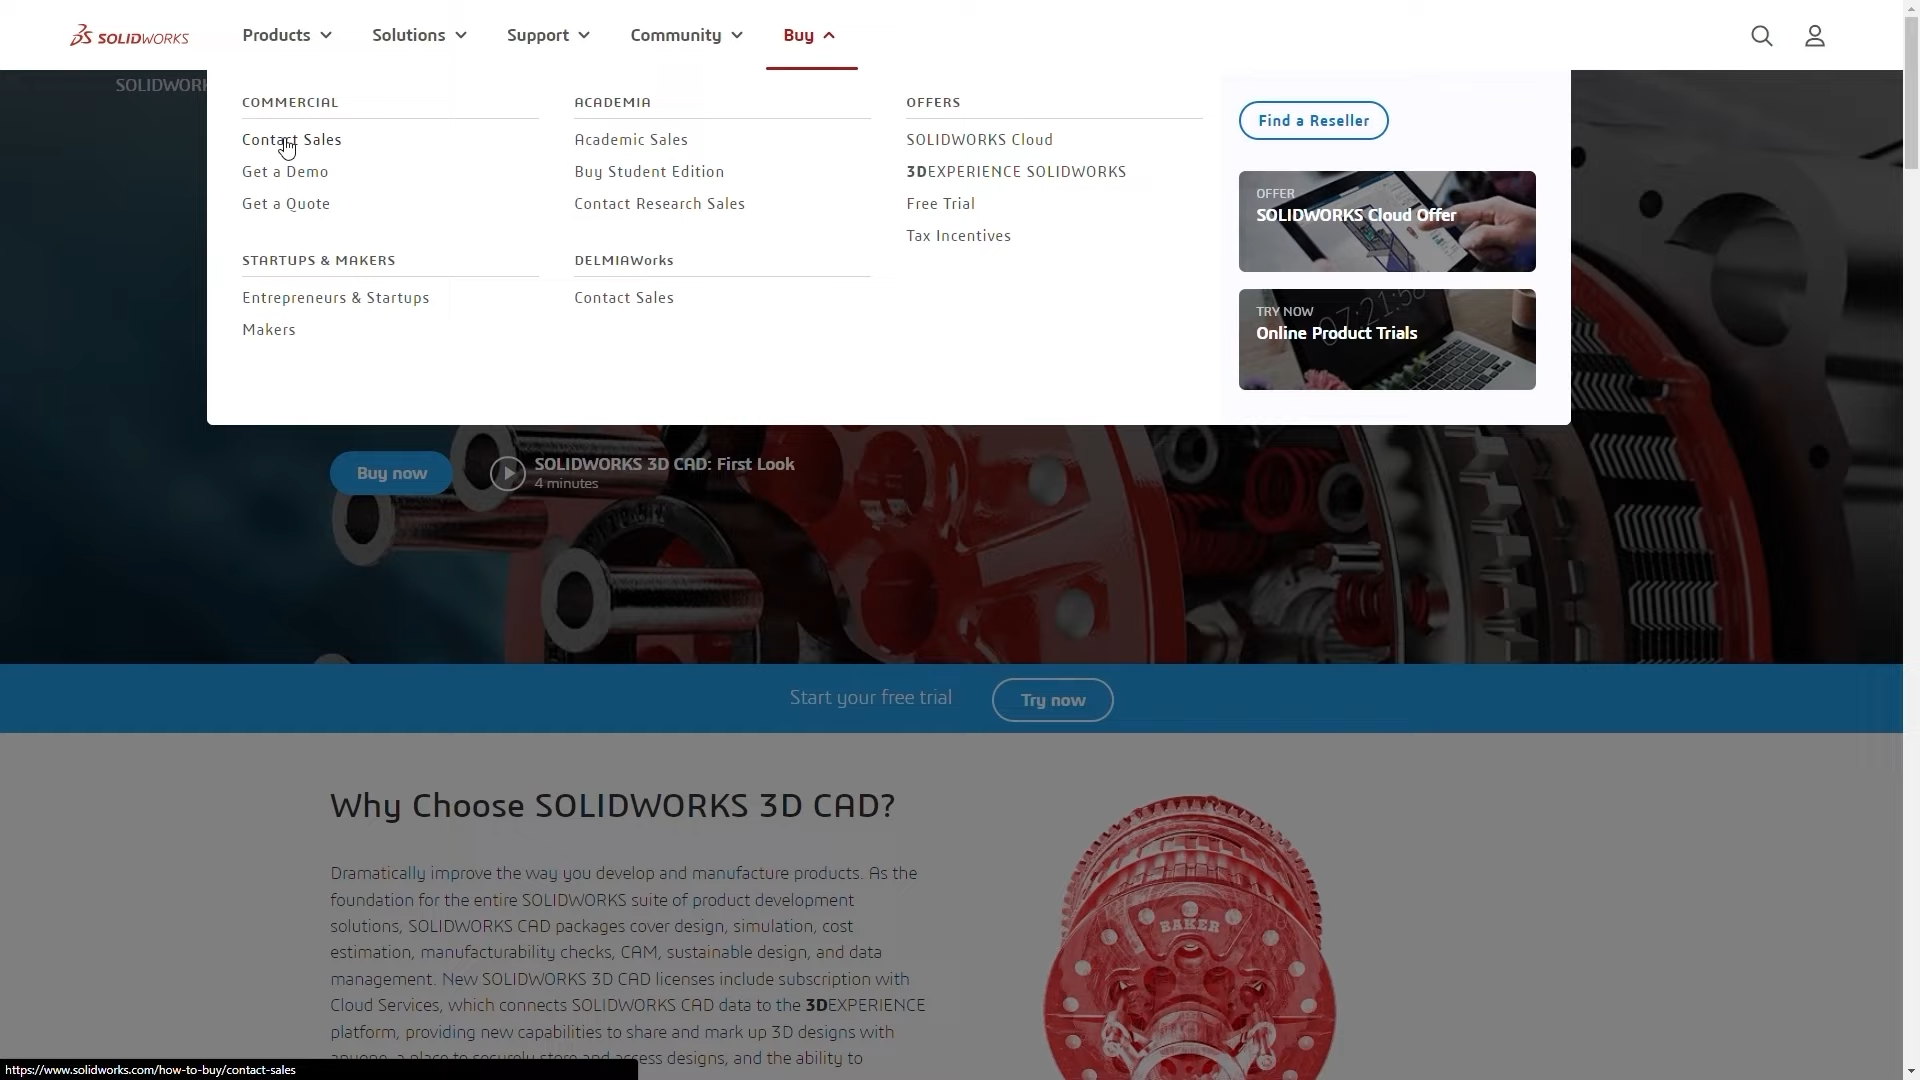 SOLIDWORKS
Products
Solutions
Support
Community
Buy
SOLIDWORK
COMMERCIAL
Contact Sales
Get a Demo
Get a Quote
STARTUPS & MAKERS
Entrepreneurs & Startups
Makers
ACADEMIA
Academic Sales
Buy Student Edition
Contact Research Sales
DELMIAWorks
Contact Sales
OFFERS
SOLIDWORKS Cloud
3DEXPERIENCE SOLIDWORKS
Free Trial
Tax Incentives
Find a Reseller
OFFER
SOLIDWORKS Cloud Offer
07:21:58
TRY NOW
Online Product Trials
Buy now
SOLIDWORKS 3D CAD: First Look
4 minutes
Start your free trial
Try now
Why Choose SOLIDWORKS 3D CAD?
Dramatically improve the way you develop and manufacture products. As the
foundation for the entire SOLIDWORKS suite of product development
solutions, SOLIDWORKS CAD packages cover design, simulation, cost
estimation, manufacturability checks, CAM, sustainable design, and data
management. New SOLIDWORKS 3D CAD licenses include subscription with
Cloud Services, which connects SOLIDWORKS CAD data to the 3DEXPERIENCE
platform, providing new capabilities to share and mark up 3D designs with
anyone, a place to securely store and access designs, and the ability to
BAKER
https://www.solidworks.com/how-to-buy/contact-sales